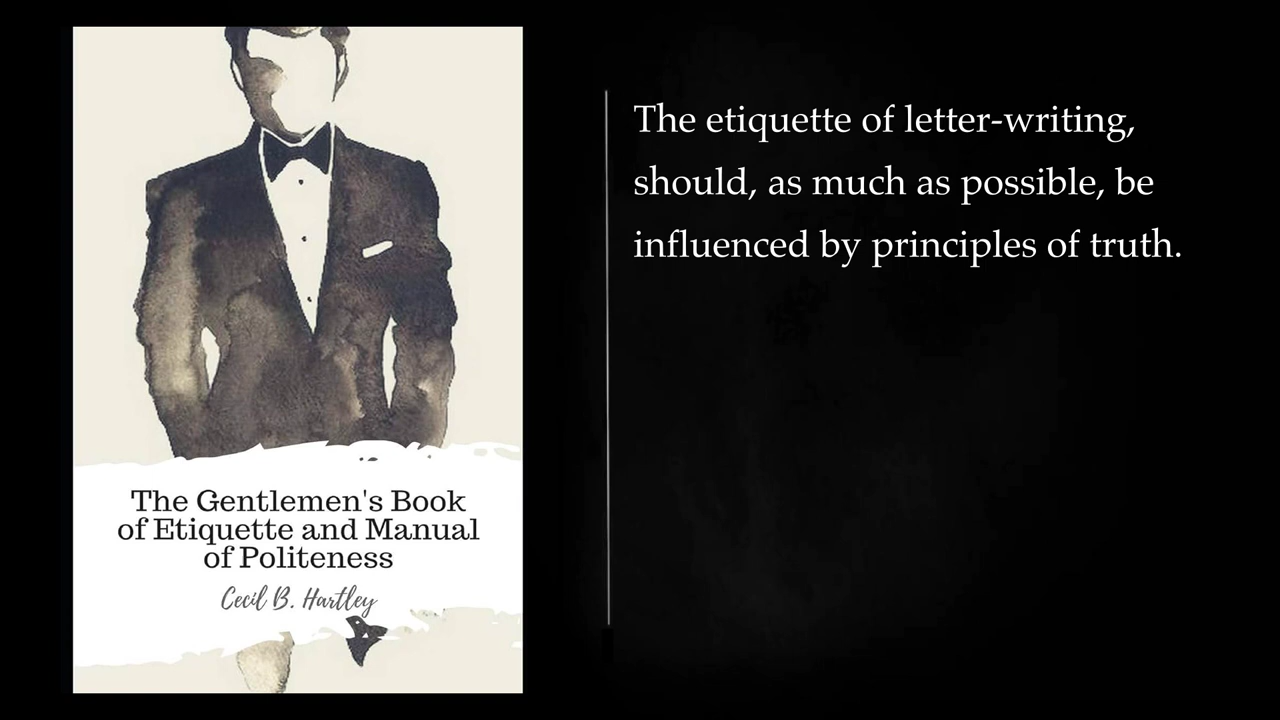 The Gentlemen's Book
of Etiquette and Manual
of Politeness
Cecil B. Hartley
The etiquette of letter-writing,
should, as much as possible, be
influenced by principles of truth.